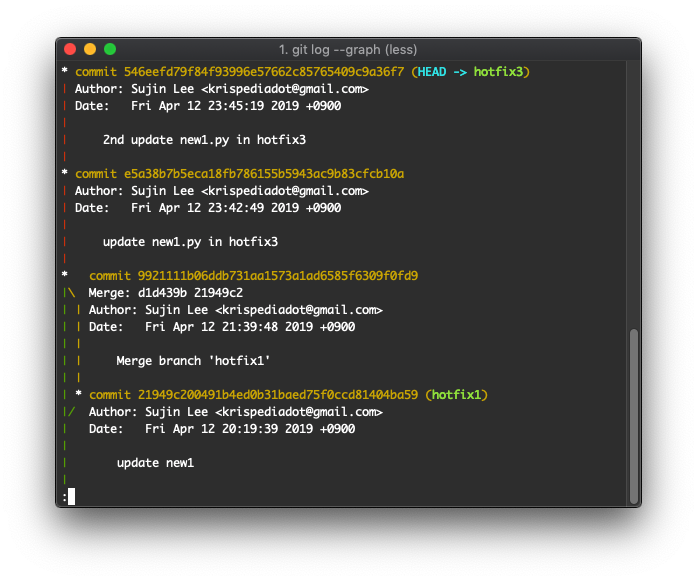 1. git log --graph (less)
* commit 546eefd79f84f93996e57662c85765409c9a36f7 (HEAD -> hotfix3)
| Author: Sujin Lee <krispediadot@gmail.com>
| Date:   Fri Apr 12 23:45:19 2019 +0900
|
|     2nd update new1.py in hotfix3
|
* commit e5a38b7b5eca18fb786155b5943ac9b83cfcb10a
| Author: Sujin Lee <krispediadot@gmail.com>
| Date:   Fri Apr 12 23:42:49 2019 +0900
|
|     update new1.py in hotfix3
|
*   commit 9921111b06ddb731aa1573a1ad6585f6309f0fd9
|\  Merge: d1d439b 21949c2
| | Author: Sujin Lee <krispediadot@gmail.com>
| | Date:   Fri Apr 12 21:39:48 2019 +0900
| |
| |     Merge branch 'hotfix1'
| |
| * commit 21949c200491b4ed0b31baed75f0ccd81404ba59 (hotfix1)
|/  Author: Sujin Lee <krispediadot@gmail.com>
|   Date:   Fri Apr 12 20:19:39 2019 +0900
|
|       update new1
|
: